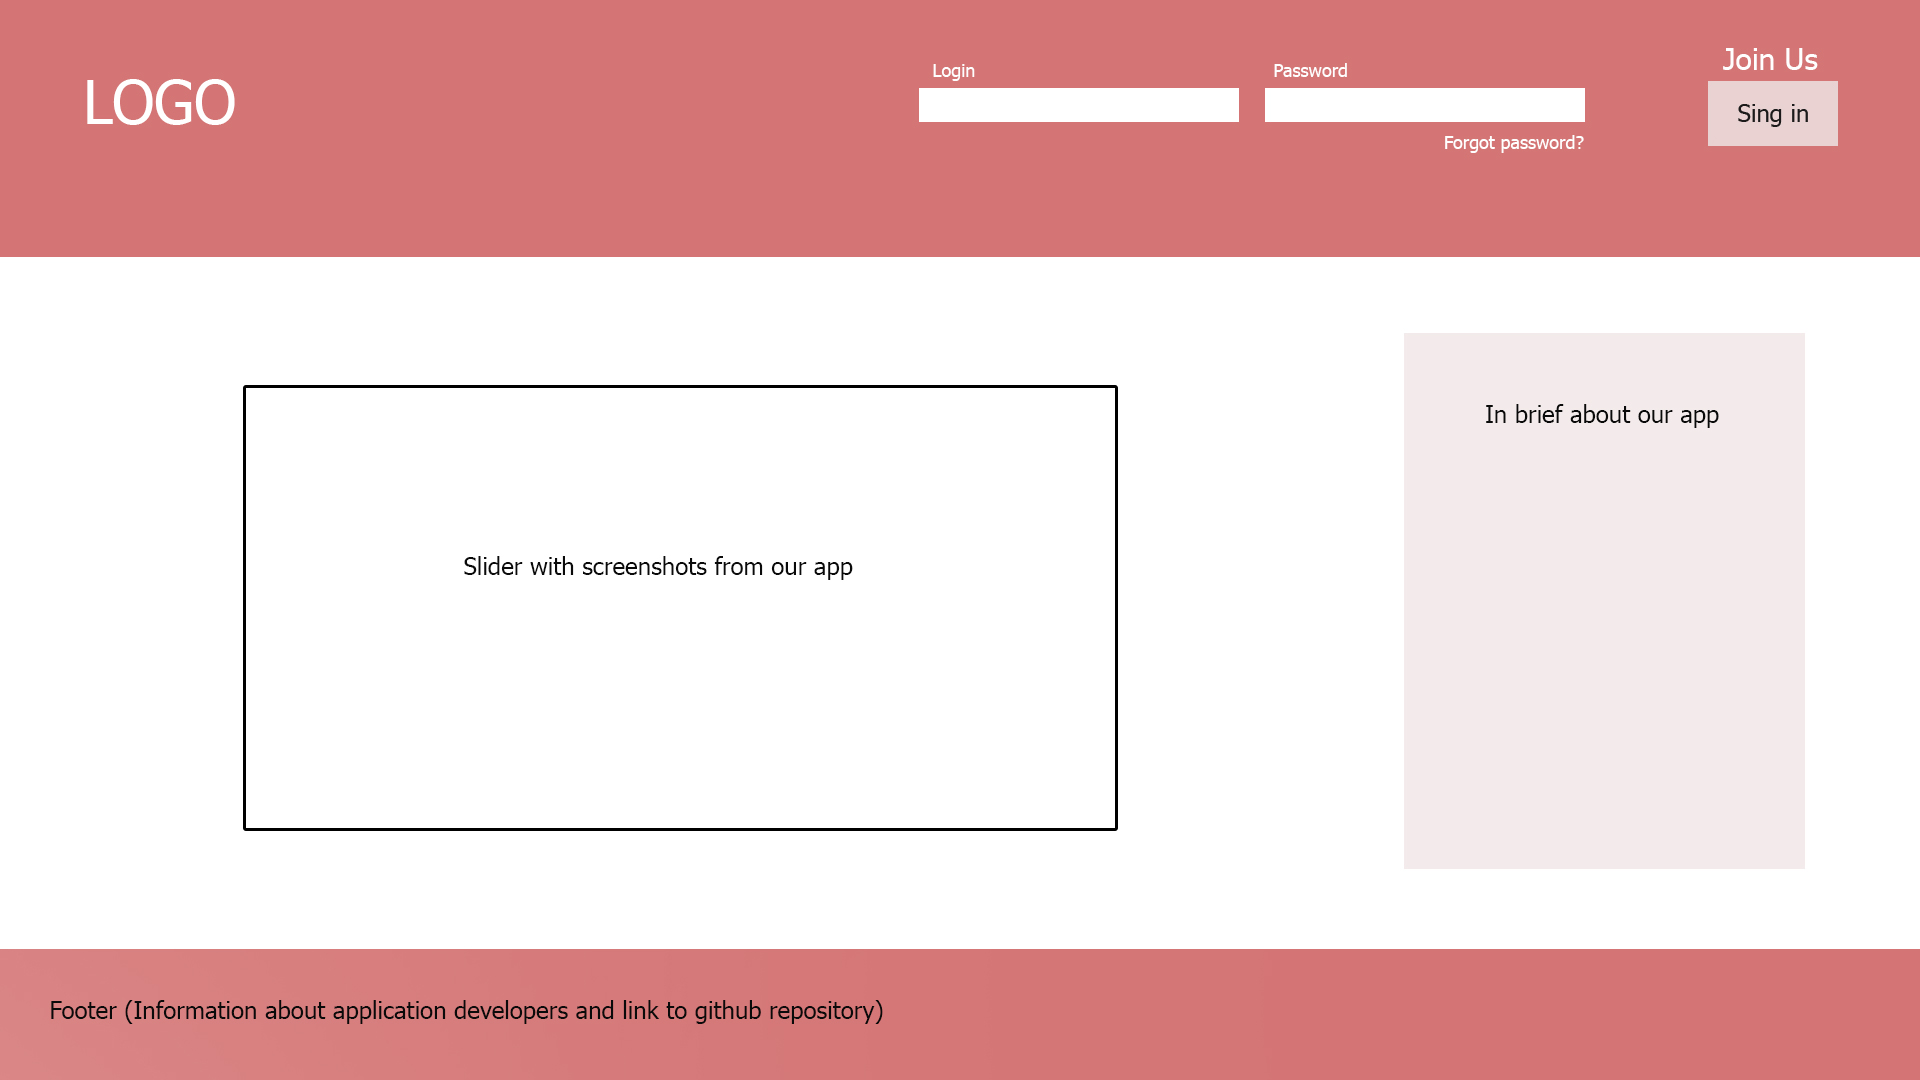 LOGO
Login
Password
Forgot password?
Join Us
Sing in
Slider with screenshots from our app
In brief about our app
Footer (Information about application developers and link to github repository)